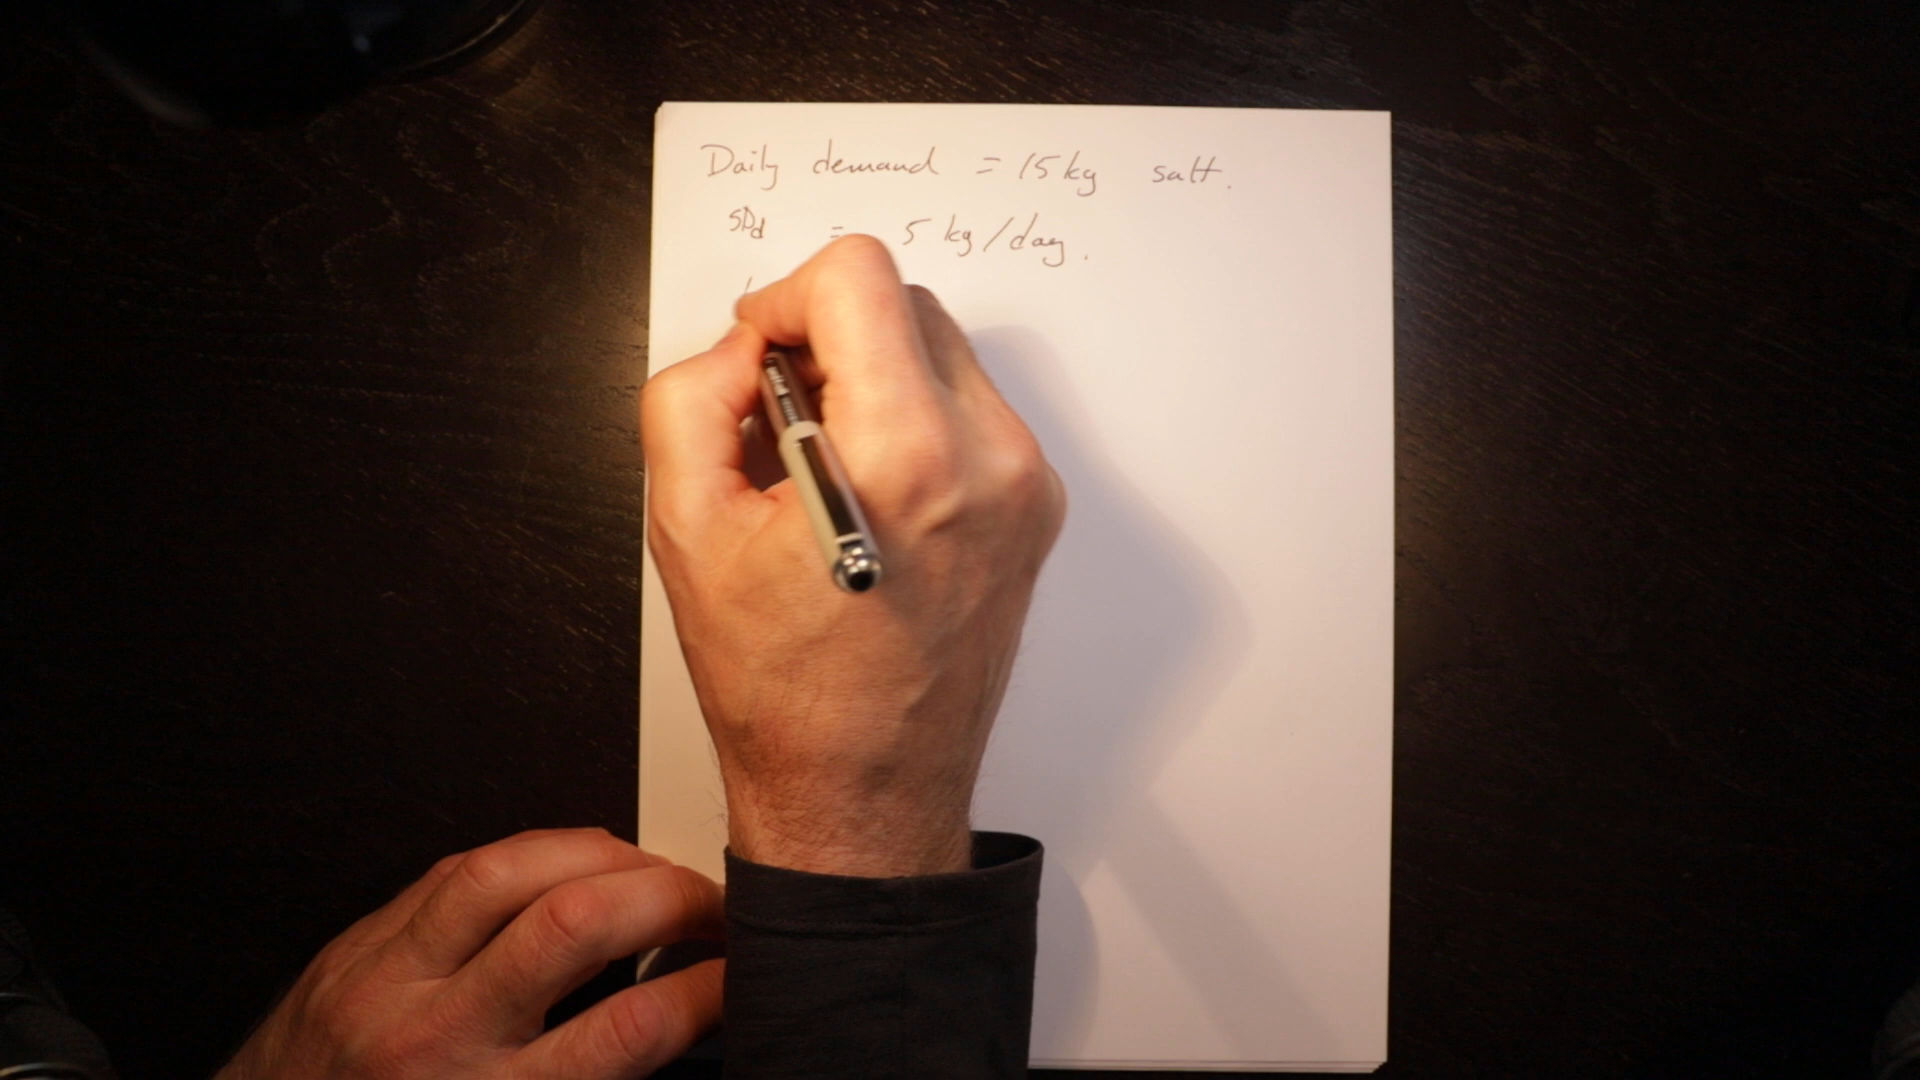 Daily demand = 15 kg salt.
SDd = 5 kg/day.